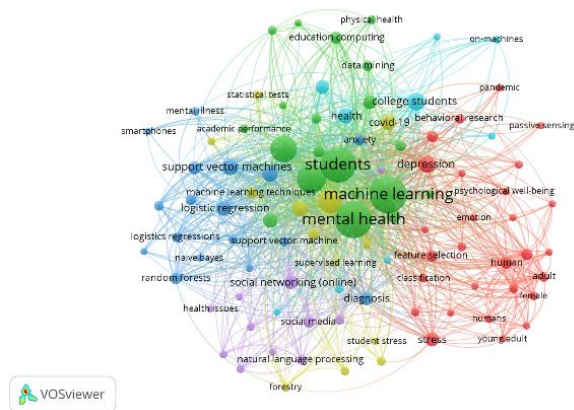 physical health
education computing
on-machines
data mining
statistical tests
pandemic
college students
mental illness
health
covid-19
behavioral research
smartphones
academic performance
anxiety
passive sensing
support vector machines
students
depression
machine learning techniques
machine learning
psychological well-being
logistic regression
mental health
emotion
logistics regressions
support vector machine
feature selection
naive bayes
supervised learning
human
random forests
social networking (online)
classification
adult
diagnosis
female
health issues
social media
humans
student stress
stress
young adult
natural language processing
forestry
VOSviewer